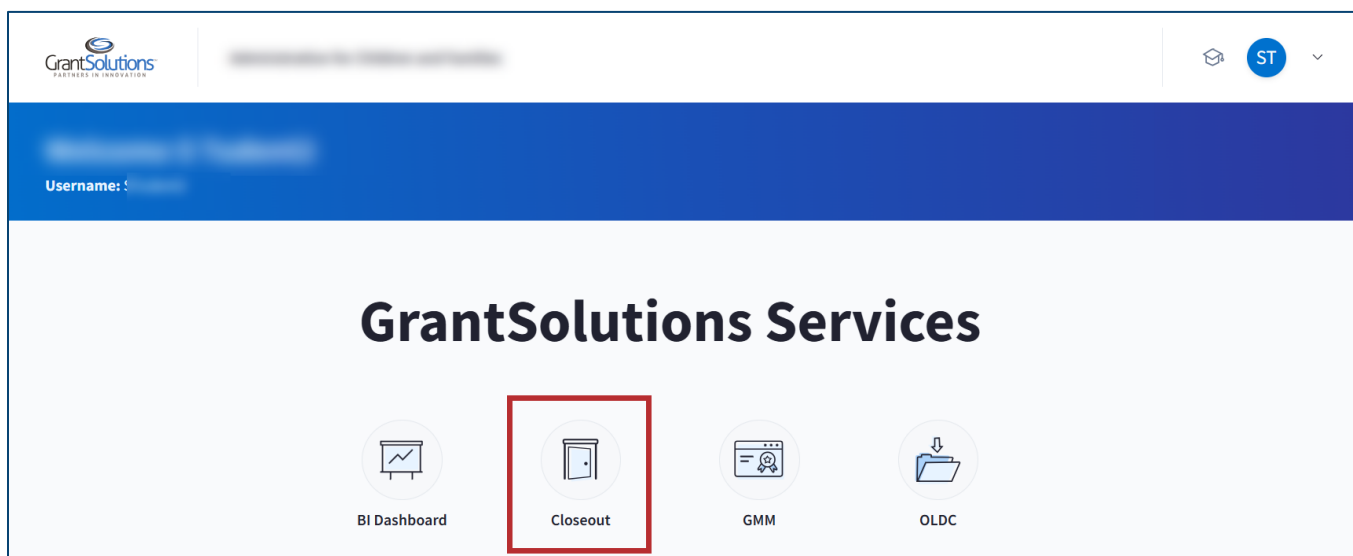 GrantSolutions
PARTNERS IN INNOVATION
ST
Username:
GrantSolutions Services
BI Dashboard
Closeout
GMM
OLDC